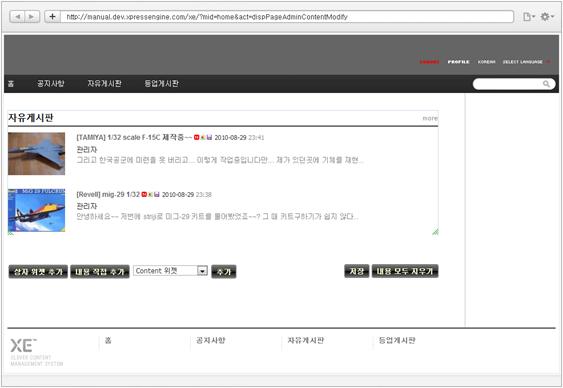 http://manual.dev.xpressengine.com/xe/?mid=home&act=dispPageAdminContentModify
PROFILE KOREAN SELECT LANGUAGE
홈 공지사항 자유게시판 등업게시판
자유게시판 more
[TAMIYA] 1/32 scale F-15C 제작중~~ 2010-08-29 23:41
관리자
그리고 한국공군에 미련을 못 버리고... 이렇게 작업중입니다만... 제가 있던곳에 기체를 재현...
[Revell] mig-29 1/32 2010-08-29 23:38
관리자
안녕하세요~~ 저번에 striji로 미그-29 키트를 물어봤었죠~~? 그 때 키트구하기가 쉽지 않다...
상자 위젯 추가 내용 직접 추가 Content 위젯 추가 저장 내용 모두 지우기
XE 홈 공지사항 자유게시판 등업게시판
CLEVER CONTENT
MANAGEMENT SYSTEM